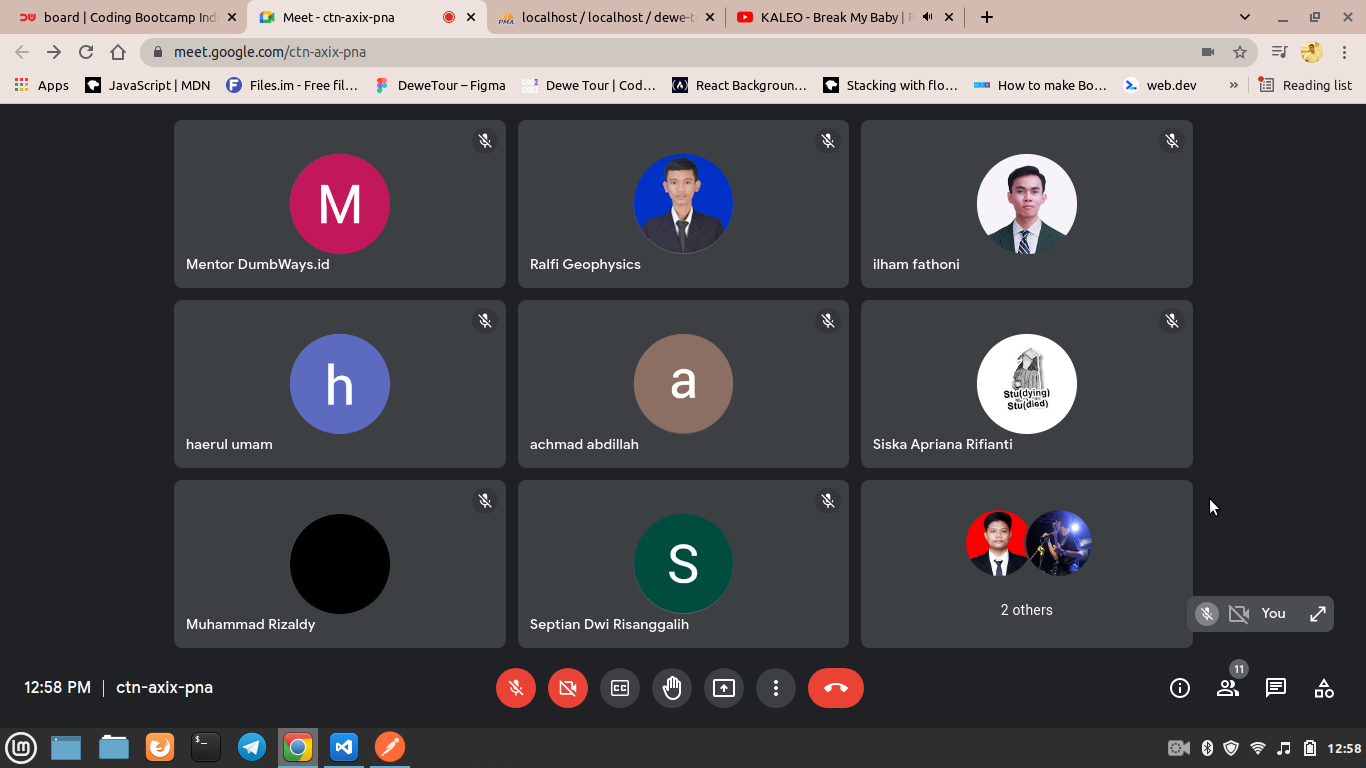 board | Coding Bootcamp Ind
Meet - ctn-axix-pna
localhost / localhost / dewe-t
KALEO - Break My Baby |
meet.google.com/ctn-axix-pna
Apps
JavaScript | MDN
Files.im - Free fil...
DeweTour – Figma
Dewe Tour | Cod...
React Backgroun...
Stacking with flo...
How to make Bo...
web.dev
»
Reading list
M
Mentor DumbWays.id
Ralfi Geophysics
ilham fathoni
h
haerul umam
a
achmad abdillah
Stu(dying)
Stu(died)
Siska Apriana Rifianti
Muhammad Rizaldy
S
Septian Dwi Risanggalih
2 others
You
12:58 PM | ctn-axix-pna
CC
11
12:58